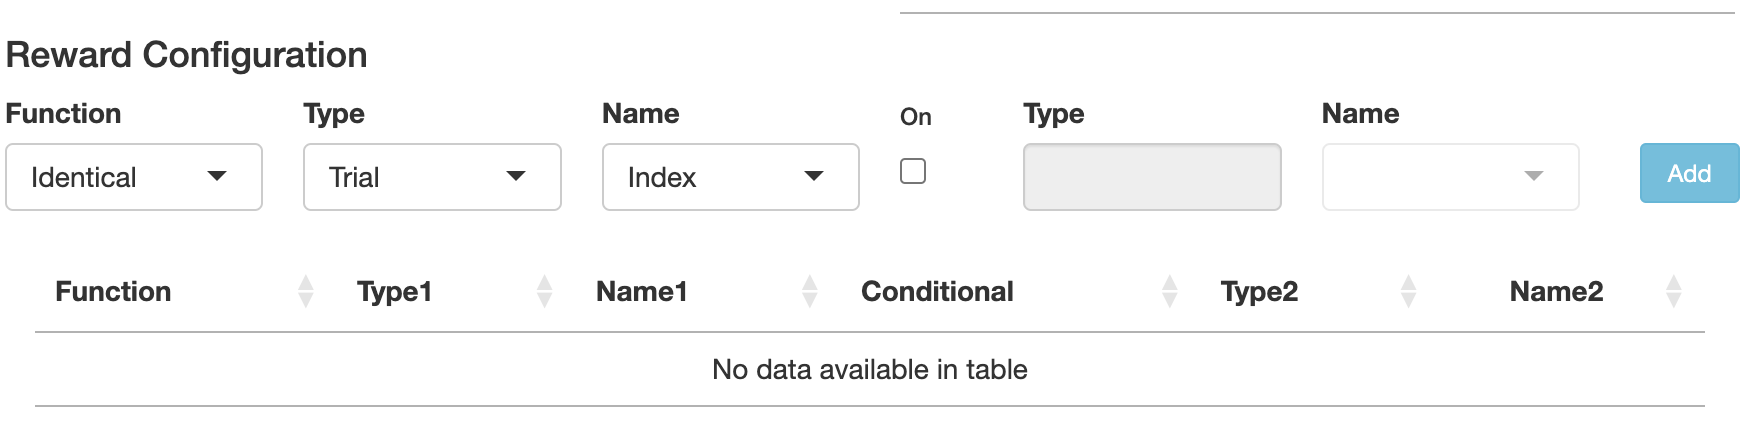 Reward Configuration
Function Type Name On Type Name
Identical Trial Index Add
Function Type1 Name1 Conditional Type2 Name2
No data available in table